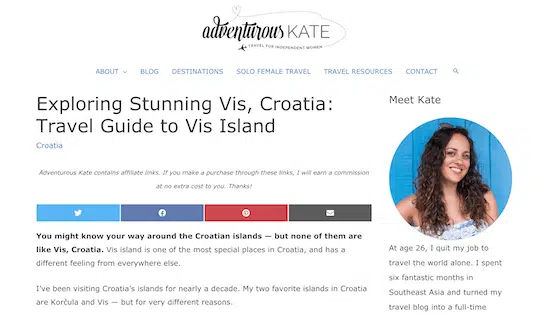 adventurous KATE
TRAVEL FOR INDEPENDENT WOMEN
ABOUT BLOG DESTINATIONS SOLO FEMALE TRAVEL TRAVEL RESOURCES CONTACT
Exploring Stunning Vis, Croatia:
Travel Guide to Vis Island
Croatia
Adventurous Kate contains affiliate links. If you make a purchase through these links, I will earn a commission
at no extra cost to you. Thanks!
You might know your way around the Croatian islands — but none of them are
like Vis, Croatia. Vis island is one of the most special places in Croatia, and has a
different feeling from everywhere else.
I've been visiting Croatia's islands for nearly a decade. My two favorite islands in Croatia
are Korčula and Vis — but for very different reasons.
Meet Kate
At age 26, I quit my job to
travel the world alone. I spent
six fantastic months in
Southeast Asia and turned my
travel blog into a full-time